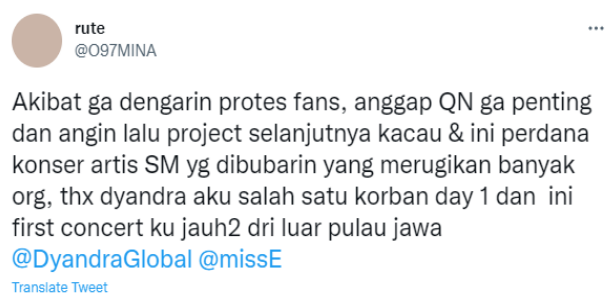 rute
@O97MINA
Akibat ga dengarin protes fans, anggap QN ga penting
dan angin lalu project selanjutnya kacau & ini perdana
konser artis SM yg dibubarin yang merugikan banyak
org, thx dyandra aku salah satu korban day 1 dan  ini
first concert ku jauh2 dri luar pulau jawa
@DyandraGlobal @missE
Translate Tweet